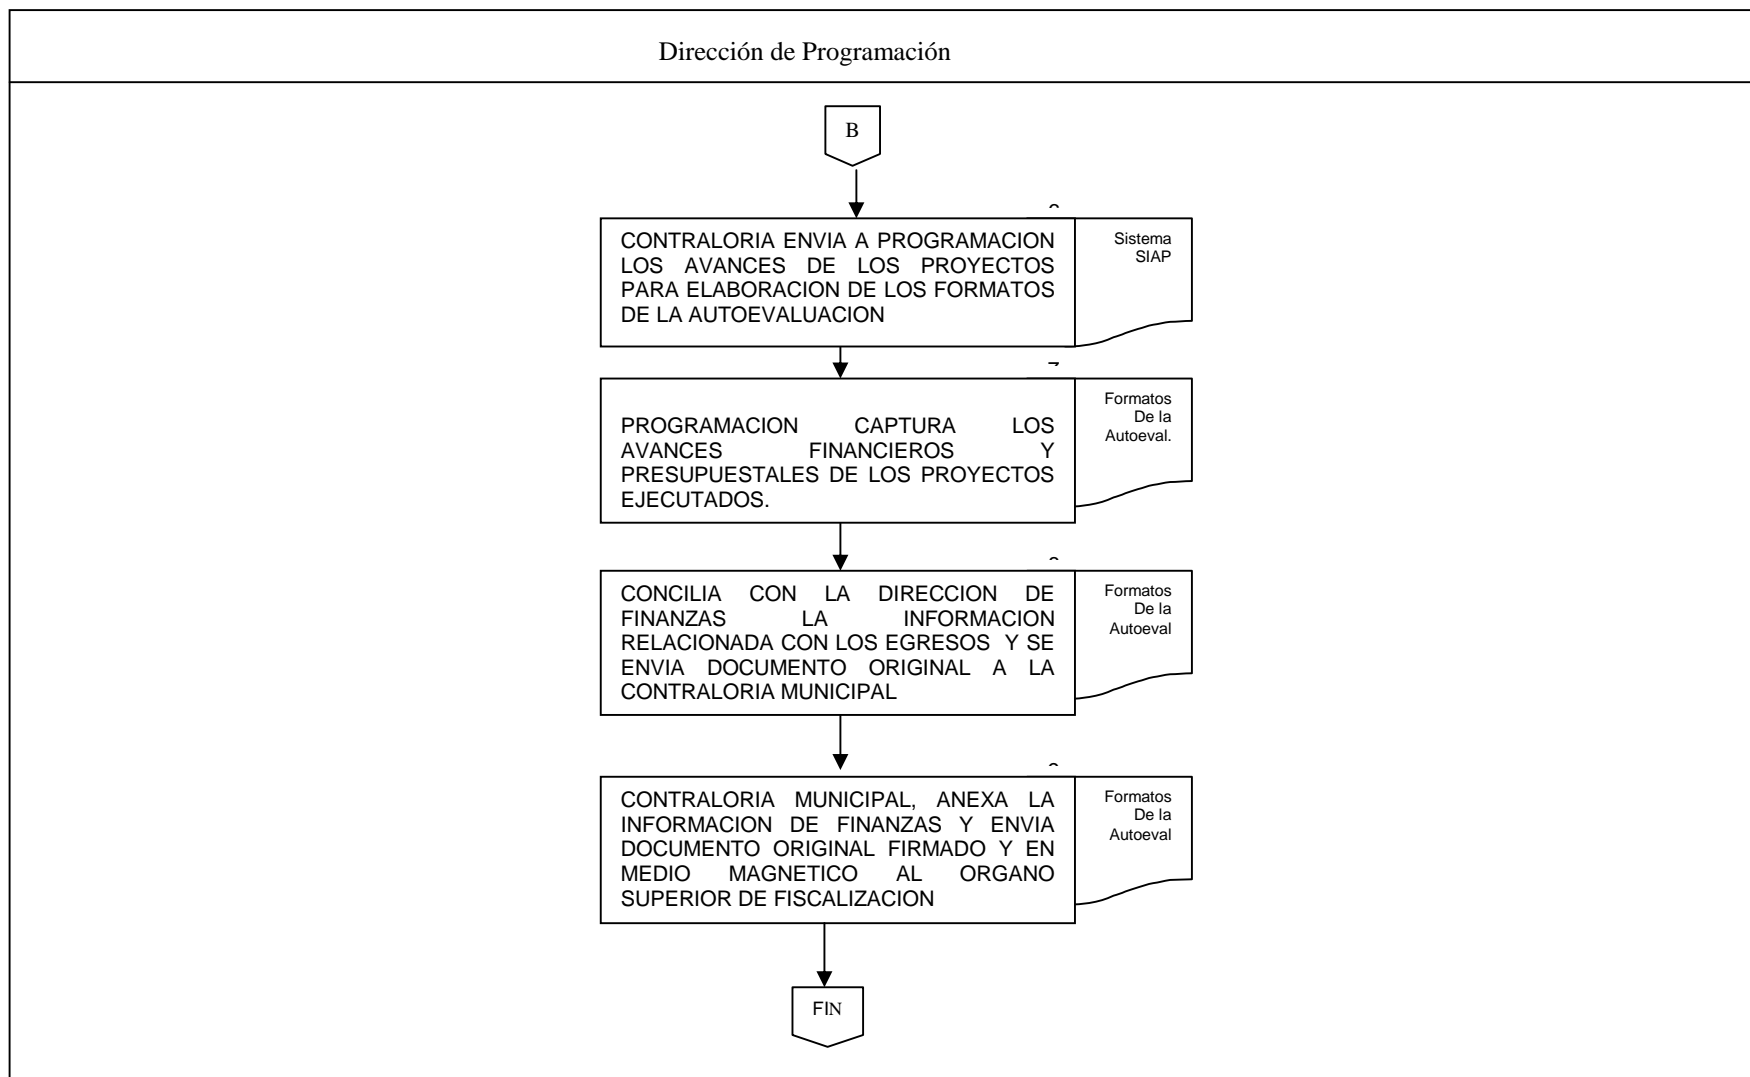 Dirección de Programación
B
CONTRALORIA ENVIA A PROGRAMACION
LOS AVANCES DE LOS PROYECTOS
PARA ELABORACION DE LOS FORMATOS
DE LA AUTOEVALUACION
Sistema
SIAP
PROGRAMACION CAPTURA LOS
AVANCES FINANCIEROS Y
PRESUPUESTALES DE LOS PROYECTOS
EJECUTADOS.
Formatos
De la
Autoeval.
CONCILIA CON LA DIRECCION DE
FINANZAS LA INFORMACION
RELACIONADA CON LOS EGRESOS Y SE
ENVIA DOCUMENTO ORIGINAL A LA
CONTRALORIA MUNICIPAL
Formatos
De la
Autoeval
CONTRALORIA MUNICIPAL, ANEXA LA
INFORMACION DE FINANZAS Y ENVIA
DOCUMENTO ORIGINAL FIRMADO Y EN
MEDIO MAGNETICO AL ORGANO
SUPERIOR DE FISCALIZACION
Formatos
De la
Autoeval
FIN